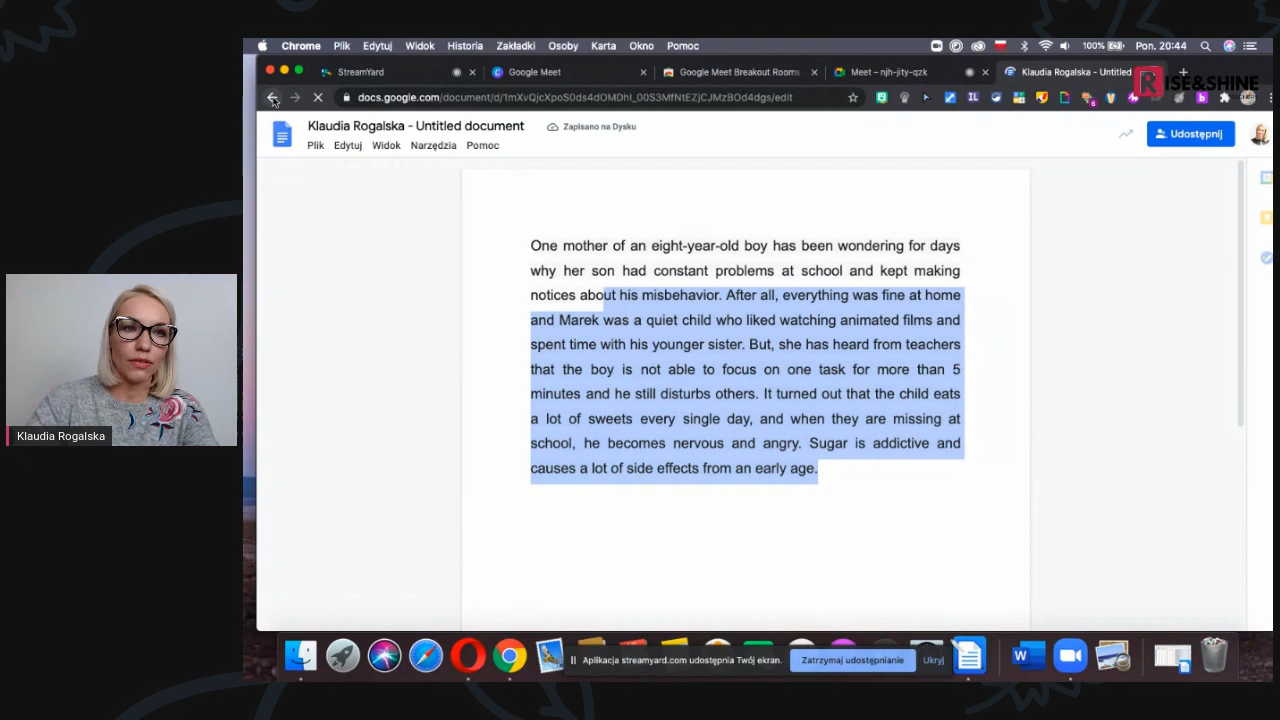 Chrome Plik Edytuj Widok Historia Zakładki Osoby Karta Okno Pomoc 100% Pon. 20:44
StreamYard Google Meet Google Meet Breakout Rooms Meet – njh-jity-qzk Klaudia Rogalska - Untitled
ISE&SHINE
docs.google.com/document/d/1mXvQjcXpoS0ds4dOMDhI_00S3MfNtEZjCJMzBOd4dgs/edit
Klaudia Rogalska - Untitled document Zapisano na Dysku
Udostępnij
Plik Edytuj Widok Narzędzia Pomoc
One mother of an eight-year-old boy has been wondering for days
why her son had constant problems at school and kept making
notices about his misbehavior. After all, everything was fine at home
and Marek was a quiet child who liked watching animated films and
spent time with his younger sister. But, she has heard from teachers
that the boy is not able to focus on one task for more than 5
minutes and he still disturbs others. It turned out that the child eats
a lot of sweets every single day, and when they are missing at
school, he becomes nervous and angry. Sugar is addictive and
causes a lot of side effects from an early age.
Klaudia Rogalska
Aplikacja streamyard.com udostępnia Twój ekran. Zatrzymaj udostępnianie Ukryj
W